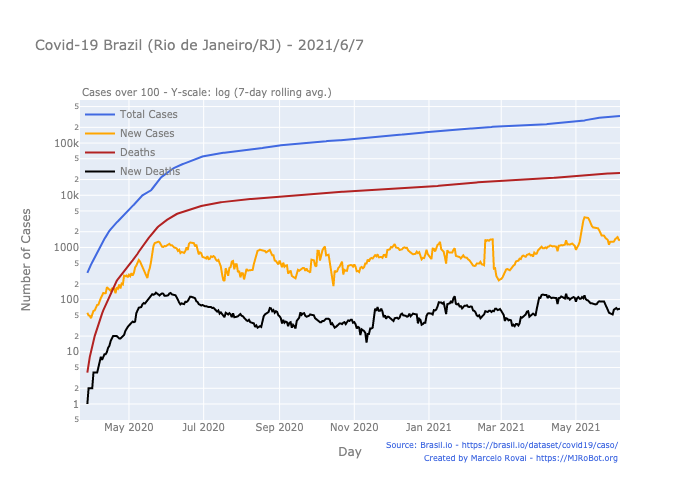 Covid-19 Brazil (Rio de Janeiro/RJ) - 2021/6/7
Cases over 100 - Y-scale: log (7-day rolling avg.)
Total Cases
New Cases
Deaths
New Deaths
5
2
100k
5
2
10k
5
2
1000
5
2
100
5
2
10
5
2
1
5
Number of Cases
May 2020
Jul 2020
Sep 2020
Nov 2020
Jan 2021
Mar 2021
May 2021
Day
Source: Brasil.io - https://brasil.io/dataset/covid19/caso/
Created by Marcelo Rovai - https://MJRoBot.org